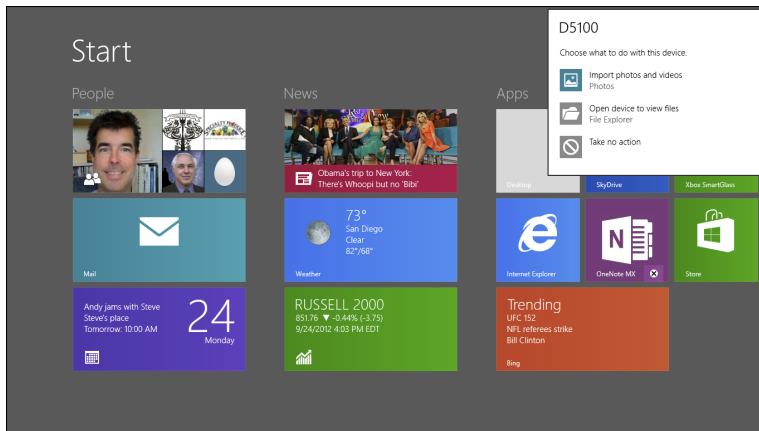 Start
D5100
Choose what to do with this device.
Import photos and videos
Photos
Open device to view files
File Explorer
Take no action
People
News
Apps
Obama's trip to New York:
There's Whoopi but no 'Bibi'
Desktop
SkyDrive
Xbox SmartGlass
Mail
73°
San Diego
Clear
82°/68°
Weather
Internet Explorer
N
OneNote MX
Store
Andy jams with Steve
Steve's place
Tomorrow: 10:00 AM
24
Monday
RUSSELL 2000
851.76 ▼ -0.44% (-3.75)
9/24/2012 4:03 PM EDT
Trending
UFC 152
NFL referees strike
Bill Clinton
Bing